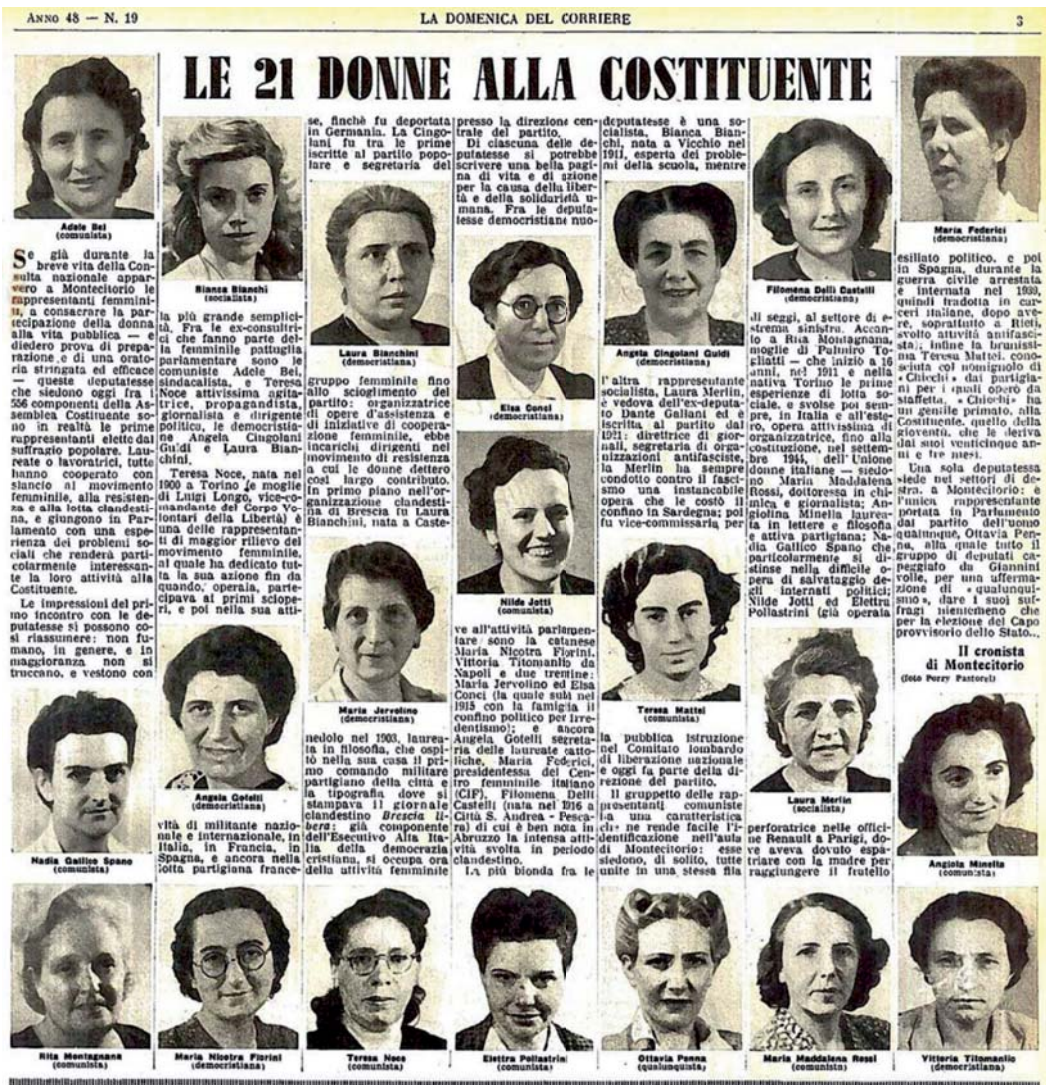 ANNO 48 — N. 19
LA DOMENICA DEL CORRIERE
3
LE 21 DONNE ALLA COSTITUENTE
Adele Bei
(comunista)
Se già durante la
breve vita della Con-
sulta nazionale appar-
vero a Montecitorio le
rappresentanti femmini-
li, a consacrare la par-
tecipazione della donna
alla vita pubblica — e
diedero prova di prepa-
razione e di una orato-
ria stringata ed efficace
— queste deputatesse
che siedono oggi fra i
556 componenti della As-
semblea Costituente so-
no in realtà le prime
rappresentanti elette dal
suffragio popolare. Lau-
reate o lavoratrici, tutte
hanno cooperato con
slancio al movimento
femminile, alla resisten-
za e alla lotta clandesti-
na, e giungono in Par-
lamento con una espe-
rienza dei problemi so-
ciali che renderà parti-
colarmente interessan-
te la loro attività alla
Costituente.
Le impressioni del pri-
mo incontro con le de-
putatesse si possono co-
sì riassumere: non fu-
mano, in genere, e in
maggioranza non si
truccano, e vestono con
Nadia Gallico Spano
(comunista)
Rita Montagnana
(comunista)
Bianca Bianchi
(socialista)
la più grande semplici-
tà. Fra le ex-consultri-
ci che fanno parte del-
la femminile pattuglia
parlamentare sono le
comuniste Adele Bei,
sindacalista, e Teresa
Noce attivissima agita-
trice, propagandista,
giornalista e dirigente
politico, le democristia-
ne Angela Cingolani
Guidi e Laura Bian-
chini.
Teresa Noce, nata nel
1900 a Torino (e moglie
di Luigi Longo, vice-co-
mandante del Corpo Vo-
lontari della Libertà) è
una delle rappresentan-
ti di maggior rilievo del
movimento femminile,
al quale ha dedicato tut-
ta la sua azione fin da
quando, operaia, parte-
cipava ai primi sciope-
ri, e poi nella sua atti-
Angela Gotelli
(democristiana)
vità di militante nazio-
nale e internazionale, in
Italia, in Francia, in
Spagna, e ancora nella
lotta partigiana france-
Maria Nicotra Fiorini
(democristiana)
se, finchè fu deportata
in Germania. La Cingo-
lani fu tra le prime
iscritte al partito popo-
lare e segretaria del
Laura Bianchini
(democristiana)
gruppo femminile fino
allo scioglimento del
partito; organizzatrice
di opere d'assistenza e
di iniziative di coopera-
zione femminile, ebbe
incarichi dirigenti nel
movimento di resistenza
a cui le donne dettero
così largo contributo.
In primo piano nell'or-
ganizzazione clandesti-
na di Brescia fu Laura
Bianchini, nata a Caste-
Maria Jervolino
(democristiana)
nedolo nel 1903, laurea-
ta in filosofia, che ospi-
tò nella sua casa il pri-
mo comando militare
partigiano della città e
la tipografia dove si
stampava il giornale
clandestino Brescia li-
bera: già componente
dell'Esecutivo Alta Ita-
lia della democrazia
cristiana, si occupa ora
della attività femminile
Teresa Noce
(comunista)
presso la direzione cen-
trale del partito.
Di ciascuna delle de-
putatesse si potrebbe
scrivere una bella pagi-
na di vita e di azione
per la causa della liber-
tà e della solidarietà u-
mana. Fra le deputa-
tesse democristiane nuo-
Elsa Conci
(democristiana)
Nilde Jotti
(comunista)
ve all'attività parlamen-
tare sono la catanese
Maria Nicotra Fiorini,
Vittoria Titomanlio da
Napoli e due trentine:
Maria Jervolino ed Elsa
Conci (la quale subì nel
1915 con la famiglia il
confino politico per irre-
dentismo); e ancora
Angela Gotelli segreta-
ria delle laureate catto-
liche, Maria Federici,
presidentessa del Cen-
tro femminile italiano
(CIF), Filomena Delli
Castelli (nata nel 1916 a
Città S. Andrea - Pesca-
ra) di cui è ben nota in
Abruzzo la intensa atti-
vità svolta in periodo
clandestino.
La più bionda fra le
Elettra Pollastrini
(comunista)
deputatesse è una so-
cialista, Bianca Bian-
chi, nata a Vicchio nel
1911, esperta dei proble-
mi della scuola, mentre
Angela Cingolani Guidi
(democristiana)
l'altra rappresentante
socialista, Laura Merlin,
è vedova dell'ex-deputa-
to Dante Gallani ed è
iscritta al partito dal
1921: direttrice di gior-
nali, segretaria di orga-
nizzazioni antifasciste,
la Merlin ha sempre
condotto contro il fasci-
smo una instancabile
opera che le costò il
confino in Sardegna; poi
fu vice-commissaria per
Teresa Mattei
(comunista)
la pubblica istruzione
nel Comitato lombardo
di liberazione nazionale
e oggi fa parte della di-
rezione del partito.
Il gruppetto delle rap-
presentanti comuniste
ha una caratteristica
che ne rende facile l'i-
dentificazione nell'aula
di Montecitorio: esse
siedono, di solito, tutte
unite in una stessa fila
Ottavia Penna
(qualunquista)
Filomena Delli Castelli
(democristiana)
di seggi, al settore di e-
strema sinistra. Accan-
to a Rita Montagnana,
moglie di Palmiro To-
gliatti — che iniziò a 16
anni, nel 1911 e nella
nativa Torino le prime
esperienze di lotta so-
ciale, e svolse poi sem-
pre, in Italia e all'este-
ro, opera attivissima di
organizzatrice, fino alla
costituzione, nel settem-
bre 1944, dell'Unione
donne italiane — siedo-
no Maria Maddalena
Rossi, dottoressa in chi-
mica e giornalista; An-
giolina Minella laurea-
ta in lettere e filosofia
e attiva partigiana; Na-
dia Gallico Spano che
particolarmente si di-
stinse nella difficile o-
pera di salvataggio de-
gli internati politici;
Nilde Jotti ed Elettra
Pollastrini (già operaia
Laura Merlin
(socialista)
perforatrice nelle officine
Renault a Parigi, do-
ve aveva dovuto espa-
triare con la madre per
raggiungere il fratello
Maria Maddalena Rossi
(comunista)
Maria Federici
(democristiana)
esiliato politico, e poi
in Spagna, durante la
guerra civile arrestata
e internata nel 1939,
quindi tradotta in car-
ceri italiane, dopo ave-
re, soprattutto a Rieti,
svolto attività antifasci-
sta; infine la brunissi-
ma Teresa Mattei, cono-
sciuta col nomignolo di
« Chicchi » dai partigia-
ni per i quali operò da
staffetta. « Chicchi » ha
un gentile primato, alla
Costituente, quello della
gioventù, che le deriva
dai suoi venticinque an-
ni e tre mesi.
Una sola deputatessa
siede nei settori di de-
stra, a Montecitorio: è
l'unica rappresentante
portata in Parlamento
dal partito dell'uomo
qualunque, Ottavia Pen-
na, alla quale tutto il
gruppo di deputati ca-
peggiato da Giannini
volle, per una afferma-
zione di « qualunqui-
smo », dare i suoi suf-
fragi nientemeno che
per la elezione del Capo
provvisorio dello Stato...
Il cronista
di Montecitorio
(foto Porry Pastorel)
Angiola Minella
(comunista)
Vittoria Titomanlio
(democristiana)